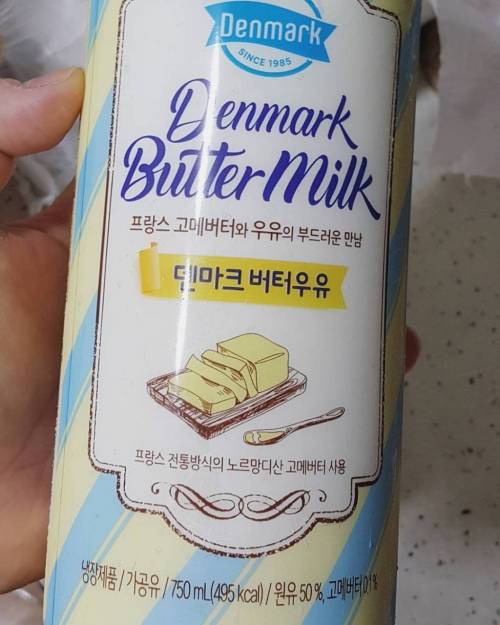 Denmark
SINCE 1985
Denmark
Butter Milk
프랑스 고메버터와 우유의 부드러운 만남
덴마크 버터우유
프랑스 전통방식의 노르망디산 고메버터 사용
냉장제품 / 가공유 / 750 mL(495 kcal) / 원유 50 %, 고메버터 0.1 %